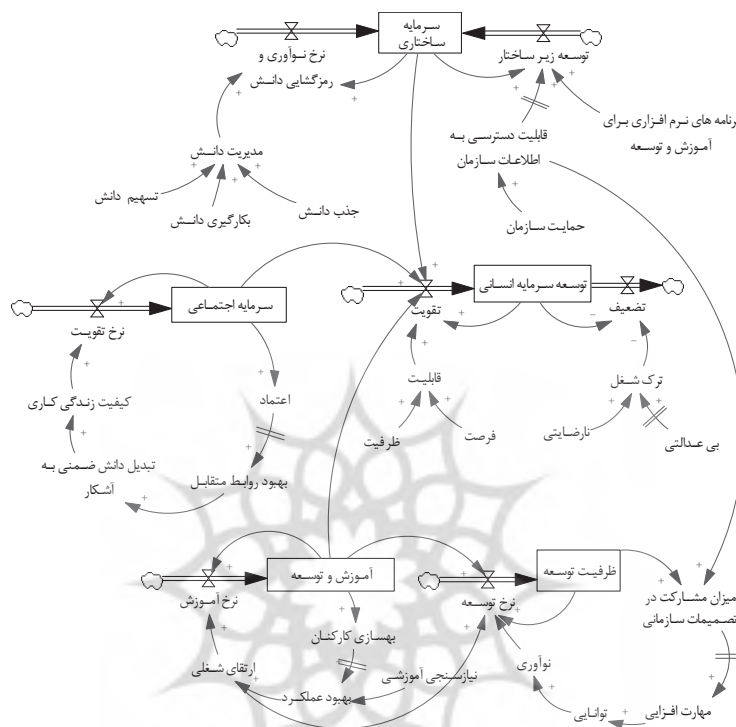 سرمایه
ساختاری
نرخ نوآوری و
رمزگشایی دانش
توسعه زیر ساختار
برنامه های نرم افزاری برای
آموزش و توسعه
قابلیت دسترسی به
اطلاعات سازمان
مدیریت دانش
تسهیم دانش
بکارگیری دانش
جذب دانش
حمایت سازمان
توسعه سرمایه انسانی
سرمایه اجتماعی
نرخ تقویت
تقویت
تضعیف
کیفیت زندگی کاری
اعتماد
قابلیت
ترک شغل
ظرفیت
فرصت
نارضایتی
بی عدالتی
تبدیل دانش ضمنی به
آشکار
بهبود روابط متقابل
آموزش و توسعه
ظرفیت توسعه
نرخ آموزش
نرخ توسعه
میزان مشارکت در
تصمیمات سازمانی
بهسازی کارکنان
نوآوری
ارتقای شغلی
نیازسنجی آموزشی
بهبود عملکرد
توانایی
مهارت افزایی